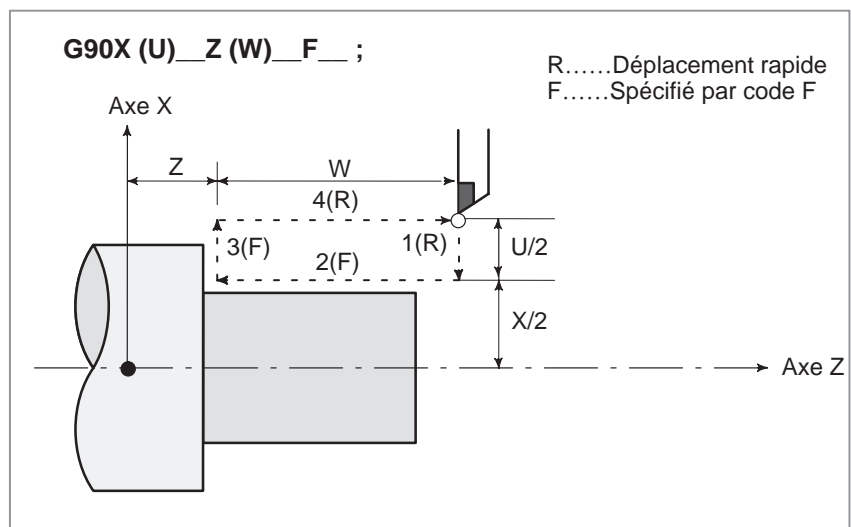 G90X (U)__Z (W)__F__ ;
R......Déplacement rapide
F......Spécifié par code F
Axe X
Z
W
4(R)
3(F)
2(F)
1(R)
U/2
X/2
Axe Z